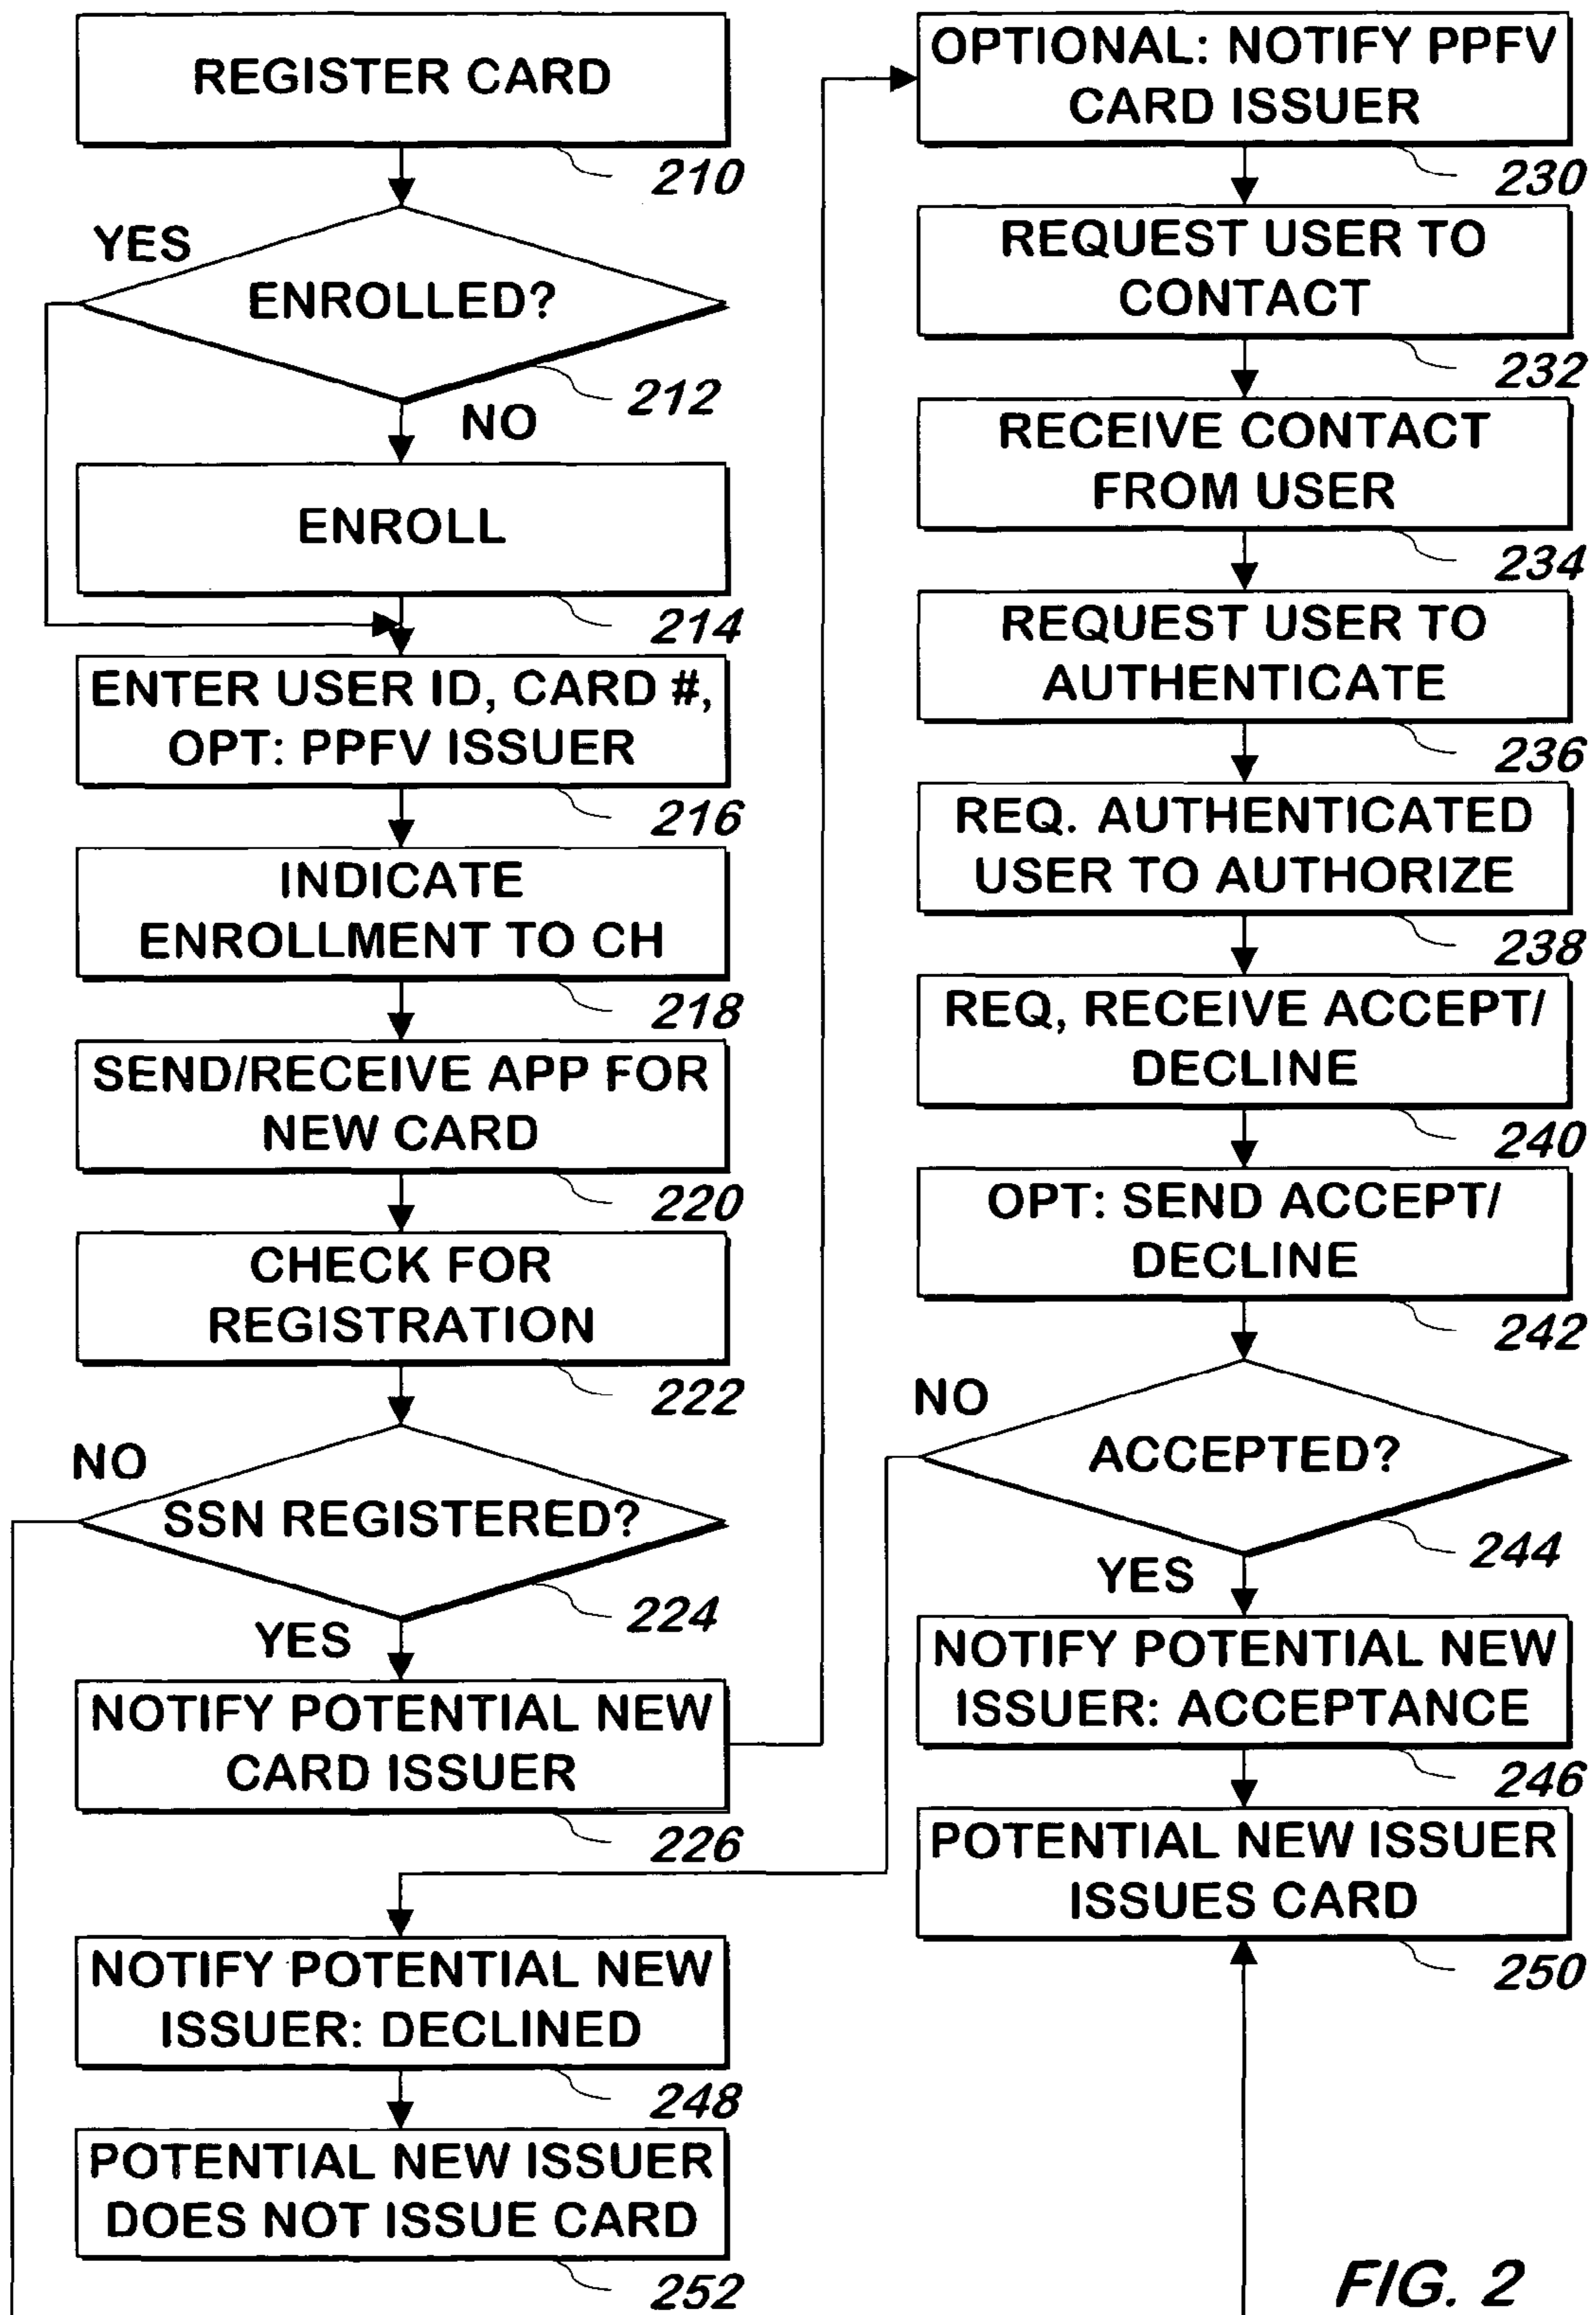 REGISTER CARD
210
YES
ENROLLED?
212
NO
ENROLL
214
ENTER USER ID, CARD #,
OPT: PPFV ISSUER
216
INDICATE
ENROLLMENT TO CH
218
SEND/RECEIVE APP FOR
NEW CARD
220
CHECK FOR
REGISTRATION
222
NO
SSN REGISTERED?
224
YES
NOTIFY POTENTIAL NEW
CARD ISSUER
226
NOTIFY POTENTIAL NEW
ISSUER: DECLINED
248
POTENTIAL NEW ISSUER
DOES NOT ISSUE CARD
252
OPTIONAL: NOTIFY PPFV
CARD ISSUER
230
REQUEST USER TO
CONTACT
232
RECEIVE CONTACT
FROM USER
234
REQUEST USER TO
AUTHENTICATE
236
REQ. AUTHENTICATED
USER TO AUTHORIZE
238
REQ, RECEIVE ACCEPT/
DECLINE
240
OPT: SEND ACCEPT/
DECLINE
242
NO
ACCEPTED?
244
YES
NOTIFY POTENTIAL NEW
ISSUER: ACCEPTANCE
246
POTENTIAL NEW ISSUER
ISSUES CARD
250
FIG. 2